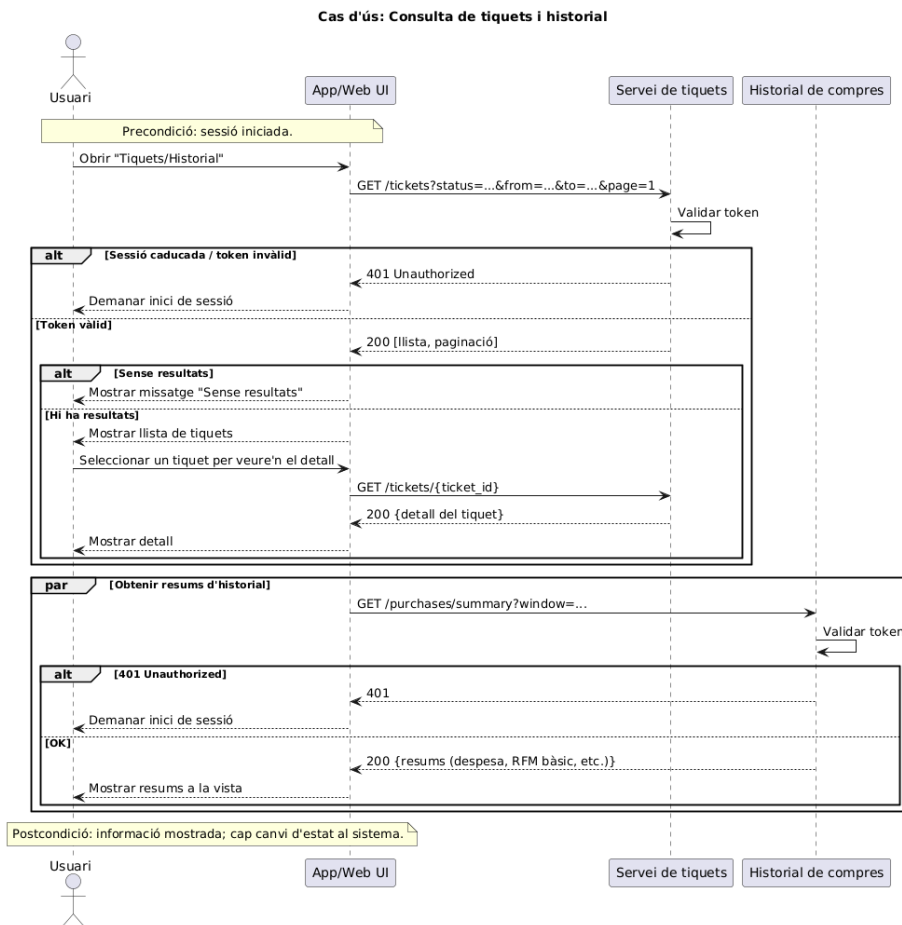 Cas d'ús: Consulta de tiquets i historial
Usuari
App/Web UI
Servei de tiquets
Historial de compres
Precondició: sessió iniciada.
Obrir "Tiquets/Historial"
GET /tickets?status=...&from=...&to=...&page=1
Validar token
alt [Sessió caducada / token invàlid]
401 Unauthorized
Demanar inici de sessió
[Token vàlid]
200 [llista, paginació]
alt [Sense resultats]
Mostrar missatge "Sense resultats"
[Hi ha resultats]
Mostrar llista de tiquets
Seleccionar un tiquet per veure'n el detall
GET /tickets/{ticket_id}
200 {detall del tiquet}
Mostrar detall
par [Obtenir resums d'historial]
GET /purchases/summary?window=...
Validar token
alt [401 Unauthorized]
401
Demanar inici de sessió
[OK]
200 {resums (despesa, RFM bàsic, etc.)}
Mostrar resums a la vista
Postcondició: informació mostrada; cap canvi d'estat al sistema.
Usuari
App/Web UI
Servei de tiquets
Historial de compres